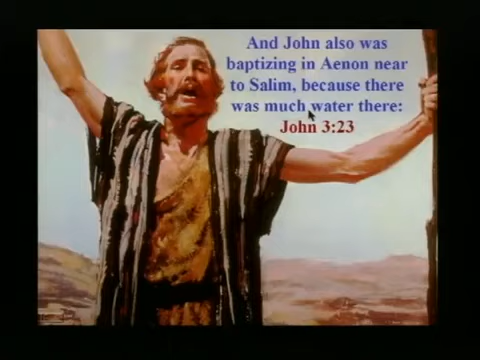 And John also was
baptizing in Aenon near
to Salim, because there
was much water there:
John 3:23